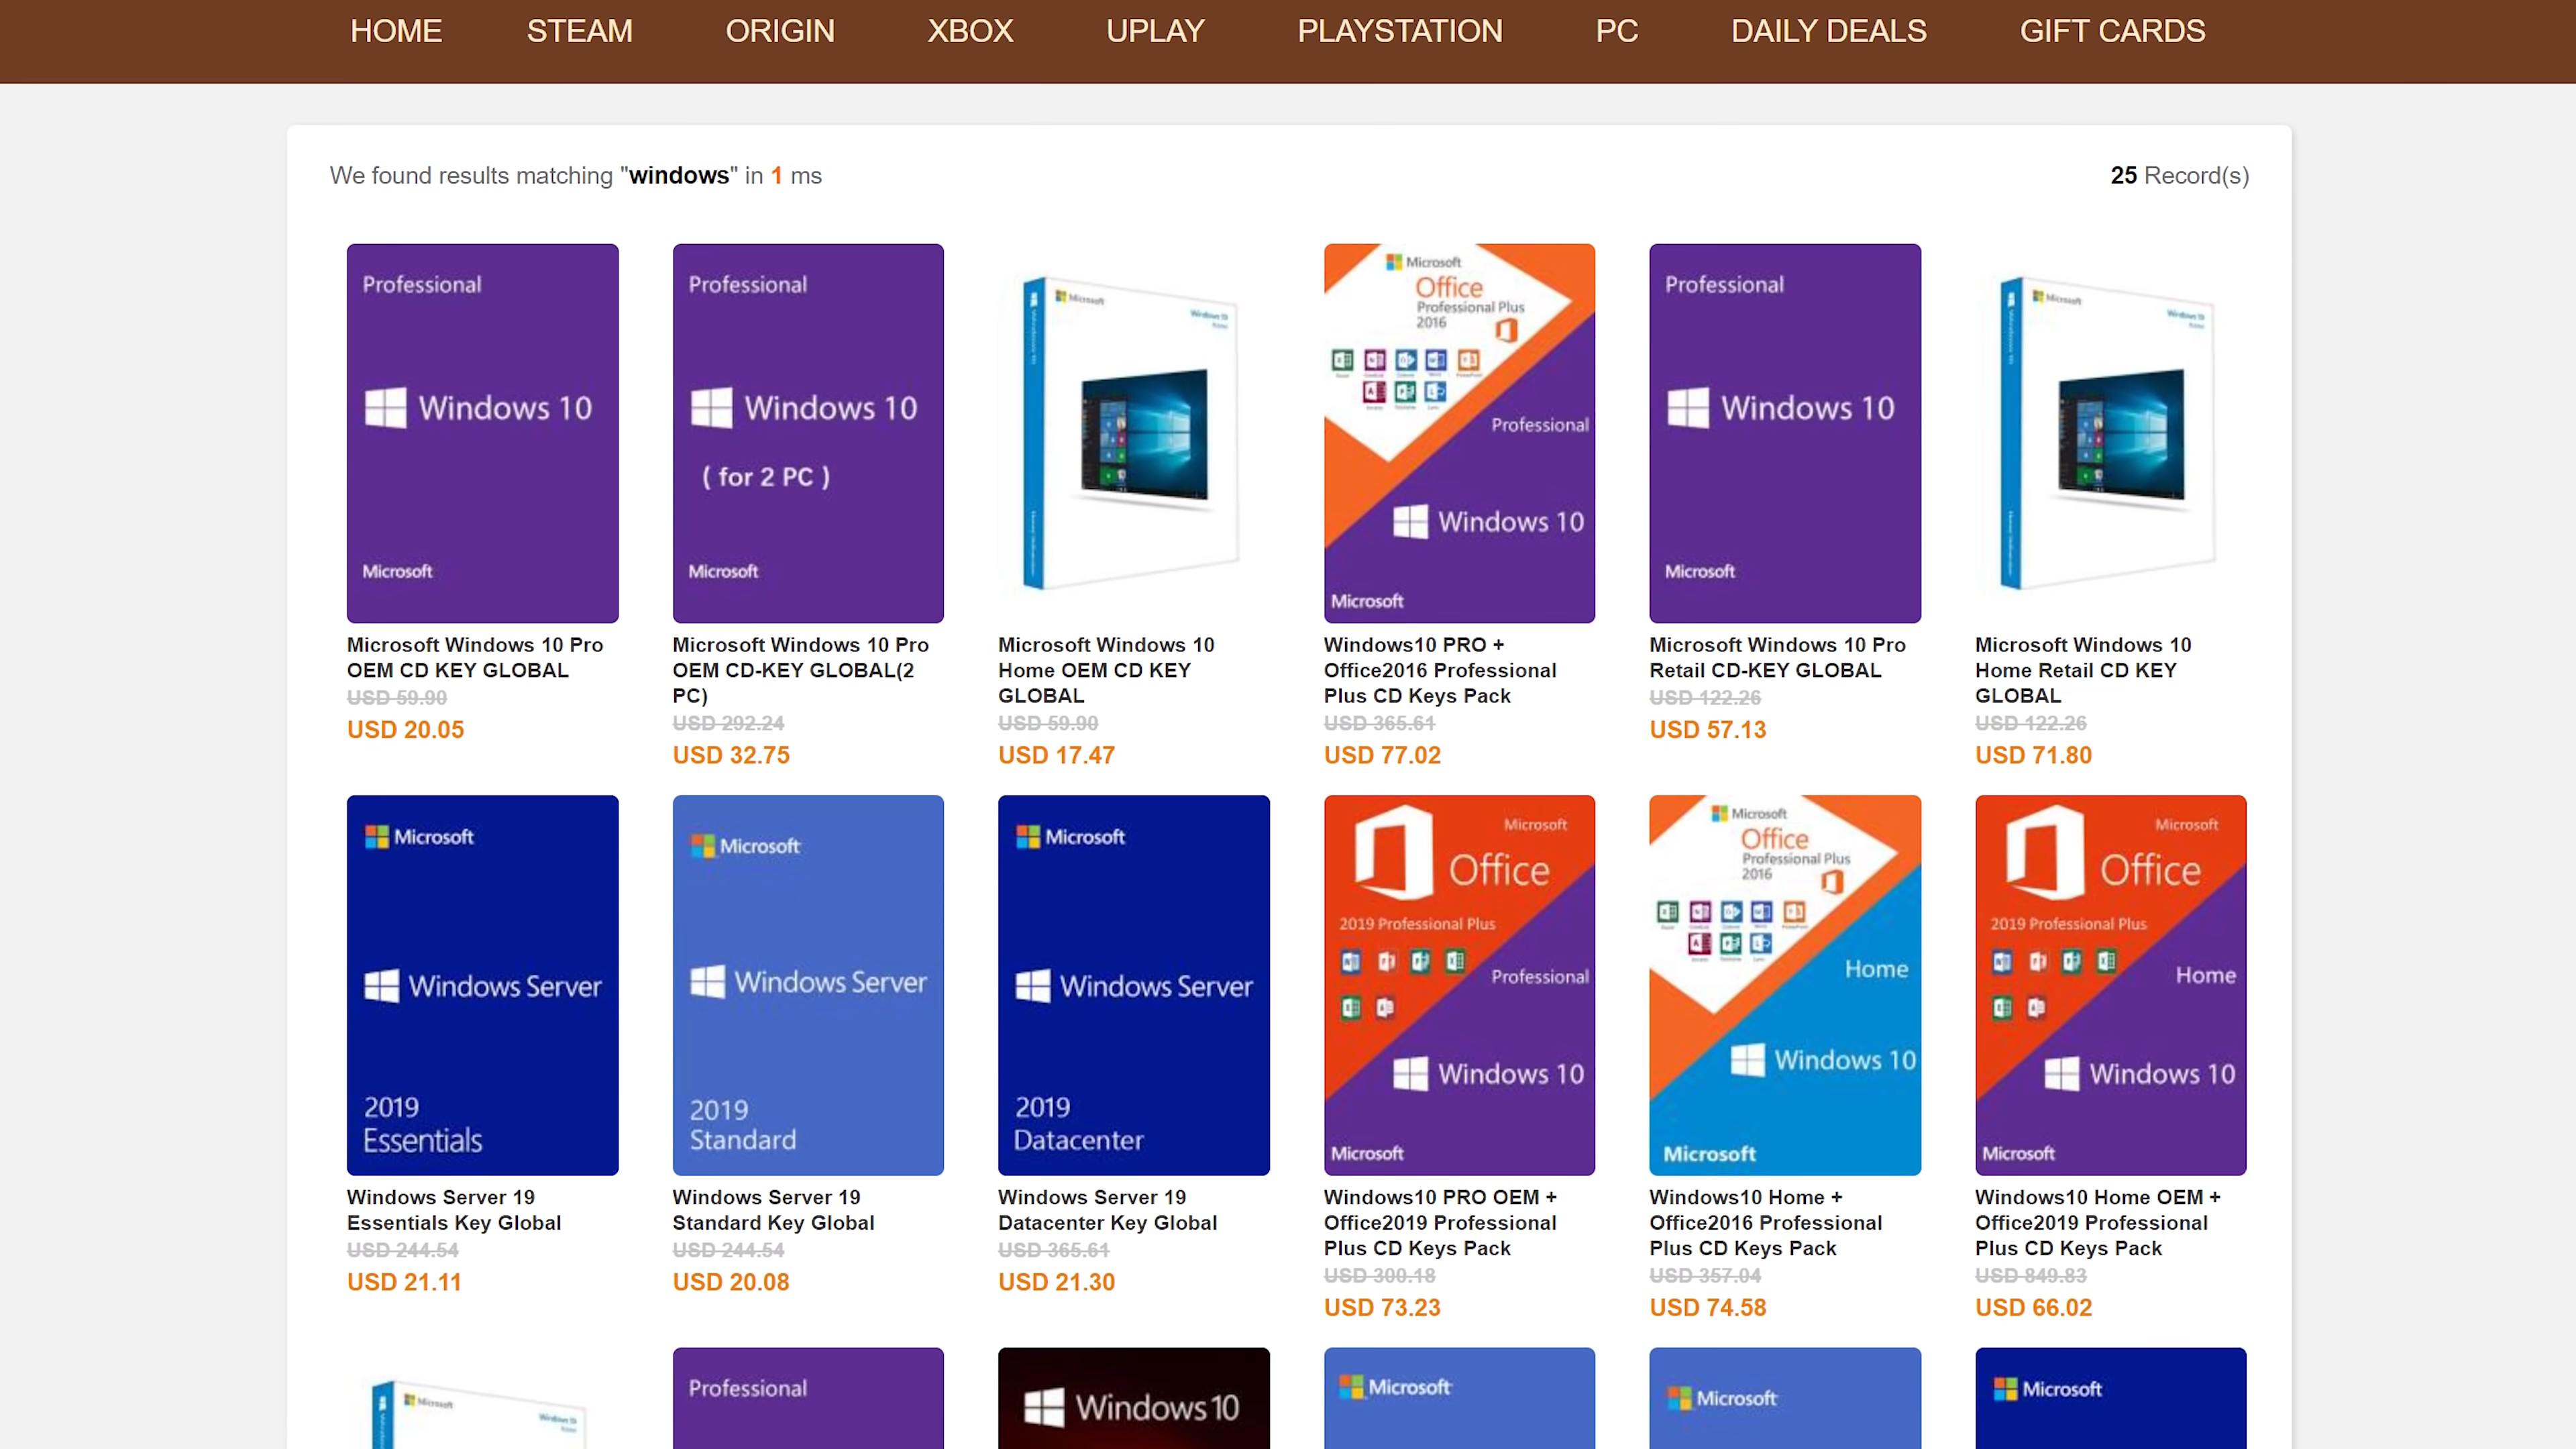 HOME STEAM ORIGIN XBOX UPLAY PLAYSTATION PC DAILY DEALS GIFT CARDS
We found results matching "windows" in 1 ms
25 Record(s)
Professional
Windows 10
Microsoft
Microsoft Windows 10 Pro
OEM CD KEY GLOBAL
USD 59.90
USD 20.05
Professional
Windows 10
( for 2 PC )
Microsoft
Microsoft Windows 10 Pro
OEM CD-KEY GLOBAL(2
PC)
USD 292.24
USD 32.75
Microsoft
Windows 10
Microsoft Windows 10
Home OEM CD KEY
GLOBAL
USD 59.90
USD 17.47
Microsoft
Office
Professional Plus
2016
Professional
Windows 10
Microsoft
Windows10 PRO +
Office2016 Professional
Plus CD Keys Pack
USD 365.61
USD 77.02
Professional
Windows 10
Microsoft
Microsoft Windows 10 Pro
Retail CD-KEY GLOBAL
USD 122.26
USD 57.13
Microsoft
Windows 10
Microsoft Windows 10
Home Retail CD KEY
GLOBAL
USD 122.26
USD 71.80
Microsoft
Windows Server
2019
Essentials
Windows Server 19
Essentials Key Global
USD 244.54
USD 21.11
Microsoft
Windows Server
2019
Standard
Windows Server 19
Standard Key Global
USD 244.54
USD 20.08
Microsoft
Windows Server
2019
Datacenter
Windows Server 19
Datacenter Key Global
USD 365.61
USD 21.30
Microsoft
Office
2019 Professional Plus
Professional
Windows 10
Microsoft
Windows10 PRO OEM +
Office2019 Professional
Plus CD Keys Pack
USD 300.18
USD 73.23
Microsoft
Office
Professional Plus
2016
Home
Windows 10
Microsoft
Windows10 Home +
Office2016 Professional
Plus CD Keys Pack
USD 357.04
USD 74.58
Microsoft
Office
2019 Professional Plus
Home
Windows 10
Microsoft
Windows10 Home OEM +
Office2019 Professional
Plus CD Keys Pack
USD 849.83
USD 66.02
Microsoft
Windows 10
Professional
Windows 10
Microsoft
Microsoft
Microsoft